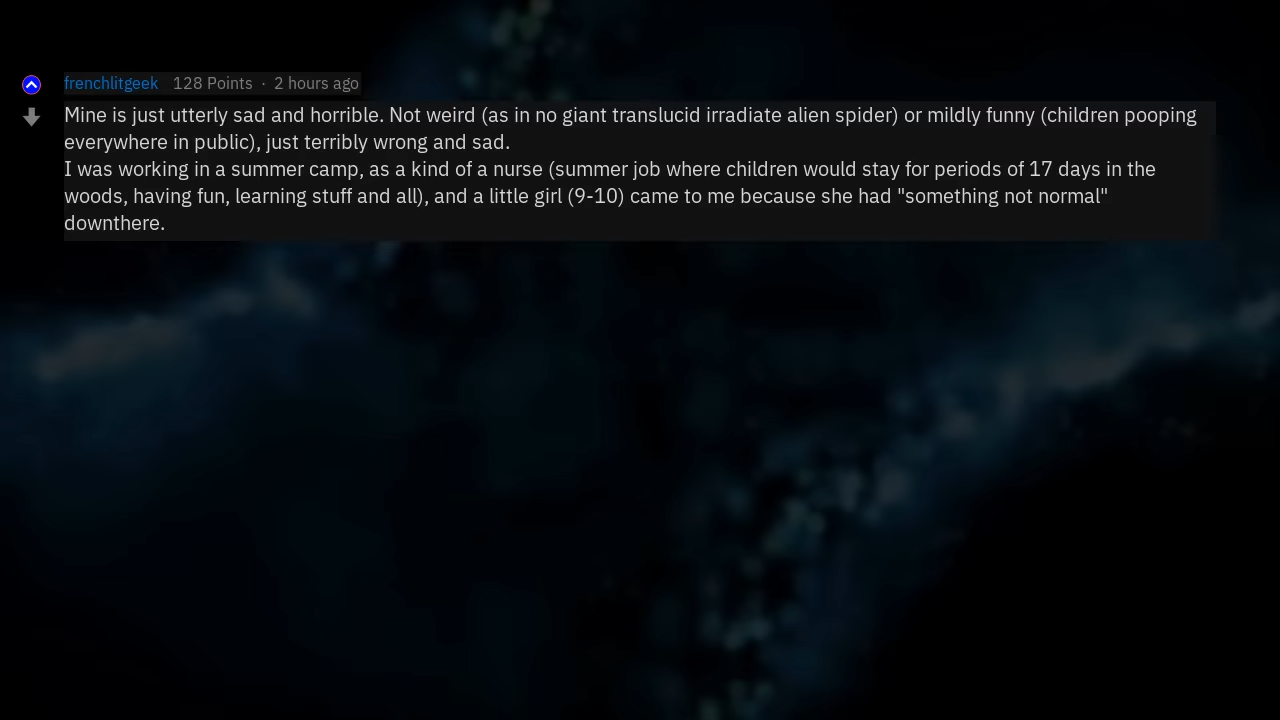 frenchlitgeek 128 Points · 2 hours ago
Mine is just utterly sad and horrible. Not weird (as in no giant translucid irradiate alien spider) or mildly funny (children pooping
everywhere in public), just terribly wrong and sad.
I was working in a summer camp, as a kind of a nurse (summer job where children would stay for periods of 17 days in the
woods, having fun, learning stuff and all), and a little girl (9-10) came to me because she had "something not normal"
downthere.